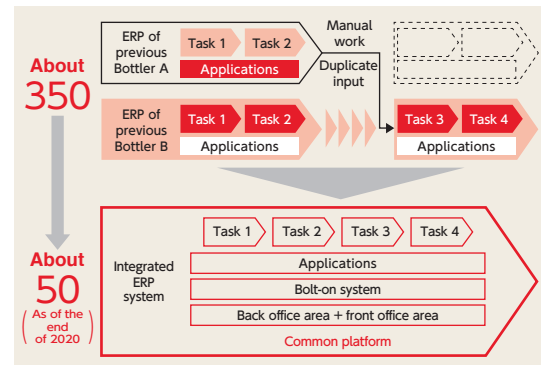 About
350
ERP of
previous
Bottler A
Task 1
Task 2
Applications
Manual
work
Duplicate
input
ERP of
previous
Bottler B
Task 1
Task 2
Applications
Task 3
Task 4
Applications
About
50
(As of the
end
of 2020)
Integrated
ERP
system
Task 1
Task 2
Task 3
Task 4
Applications
Bolt-on system
Back office area + front office area
Common platform